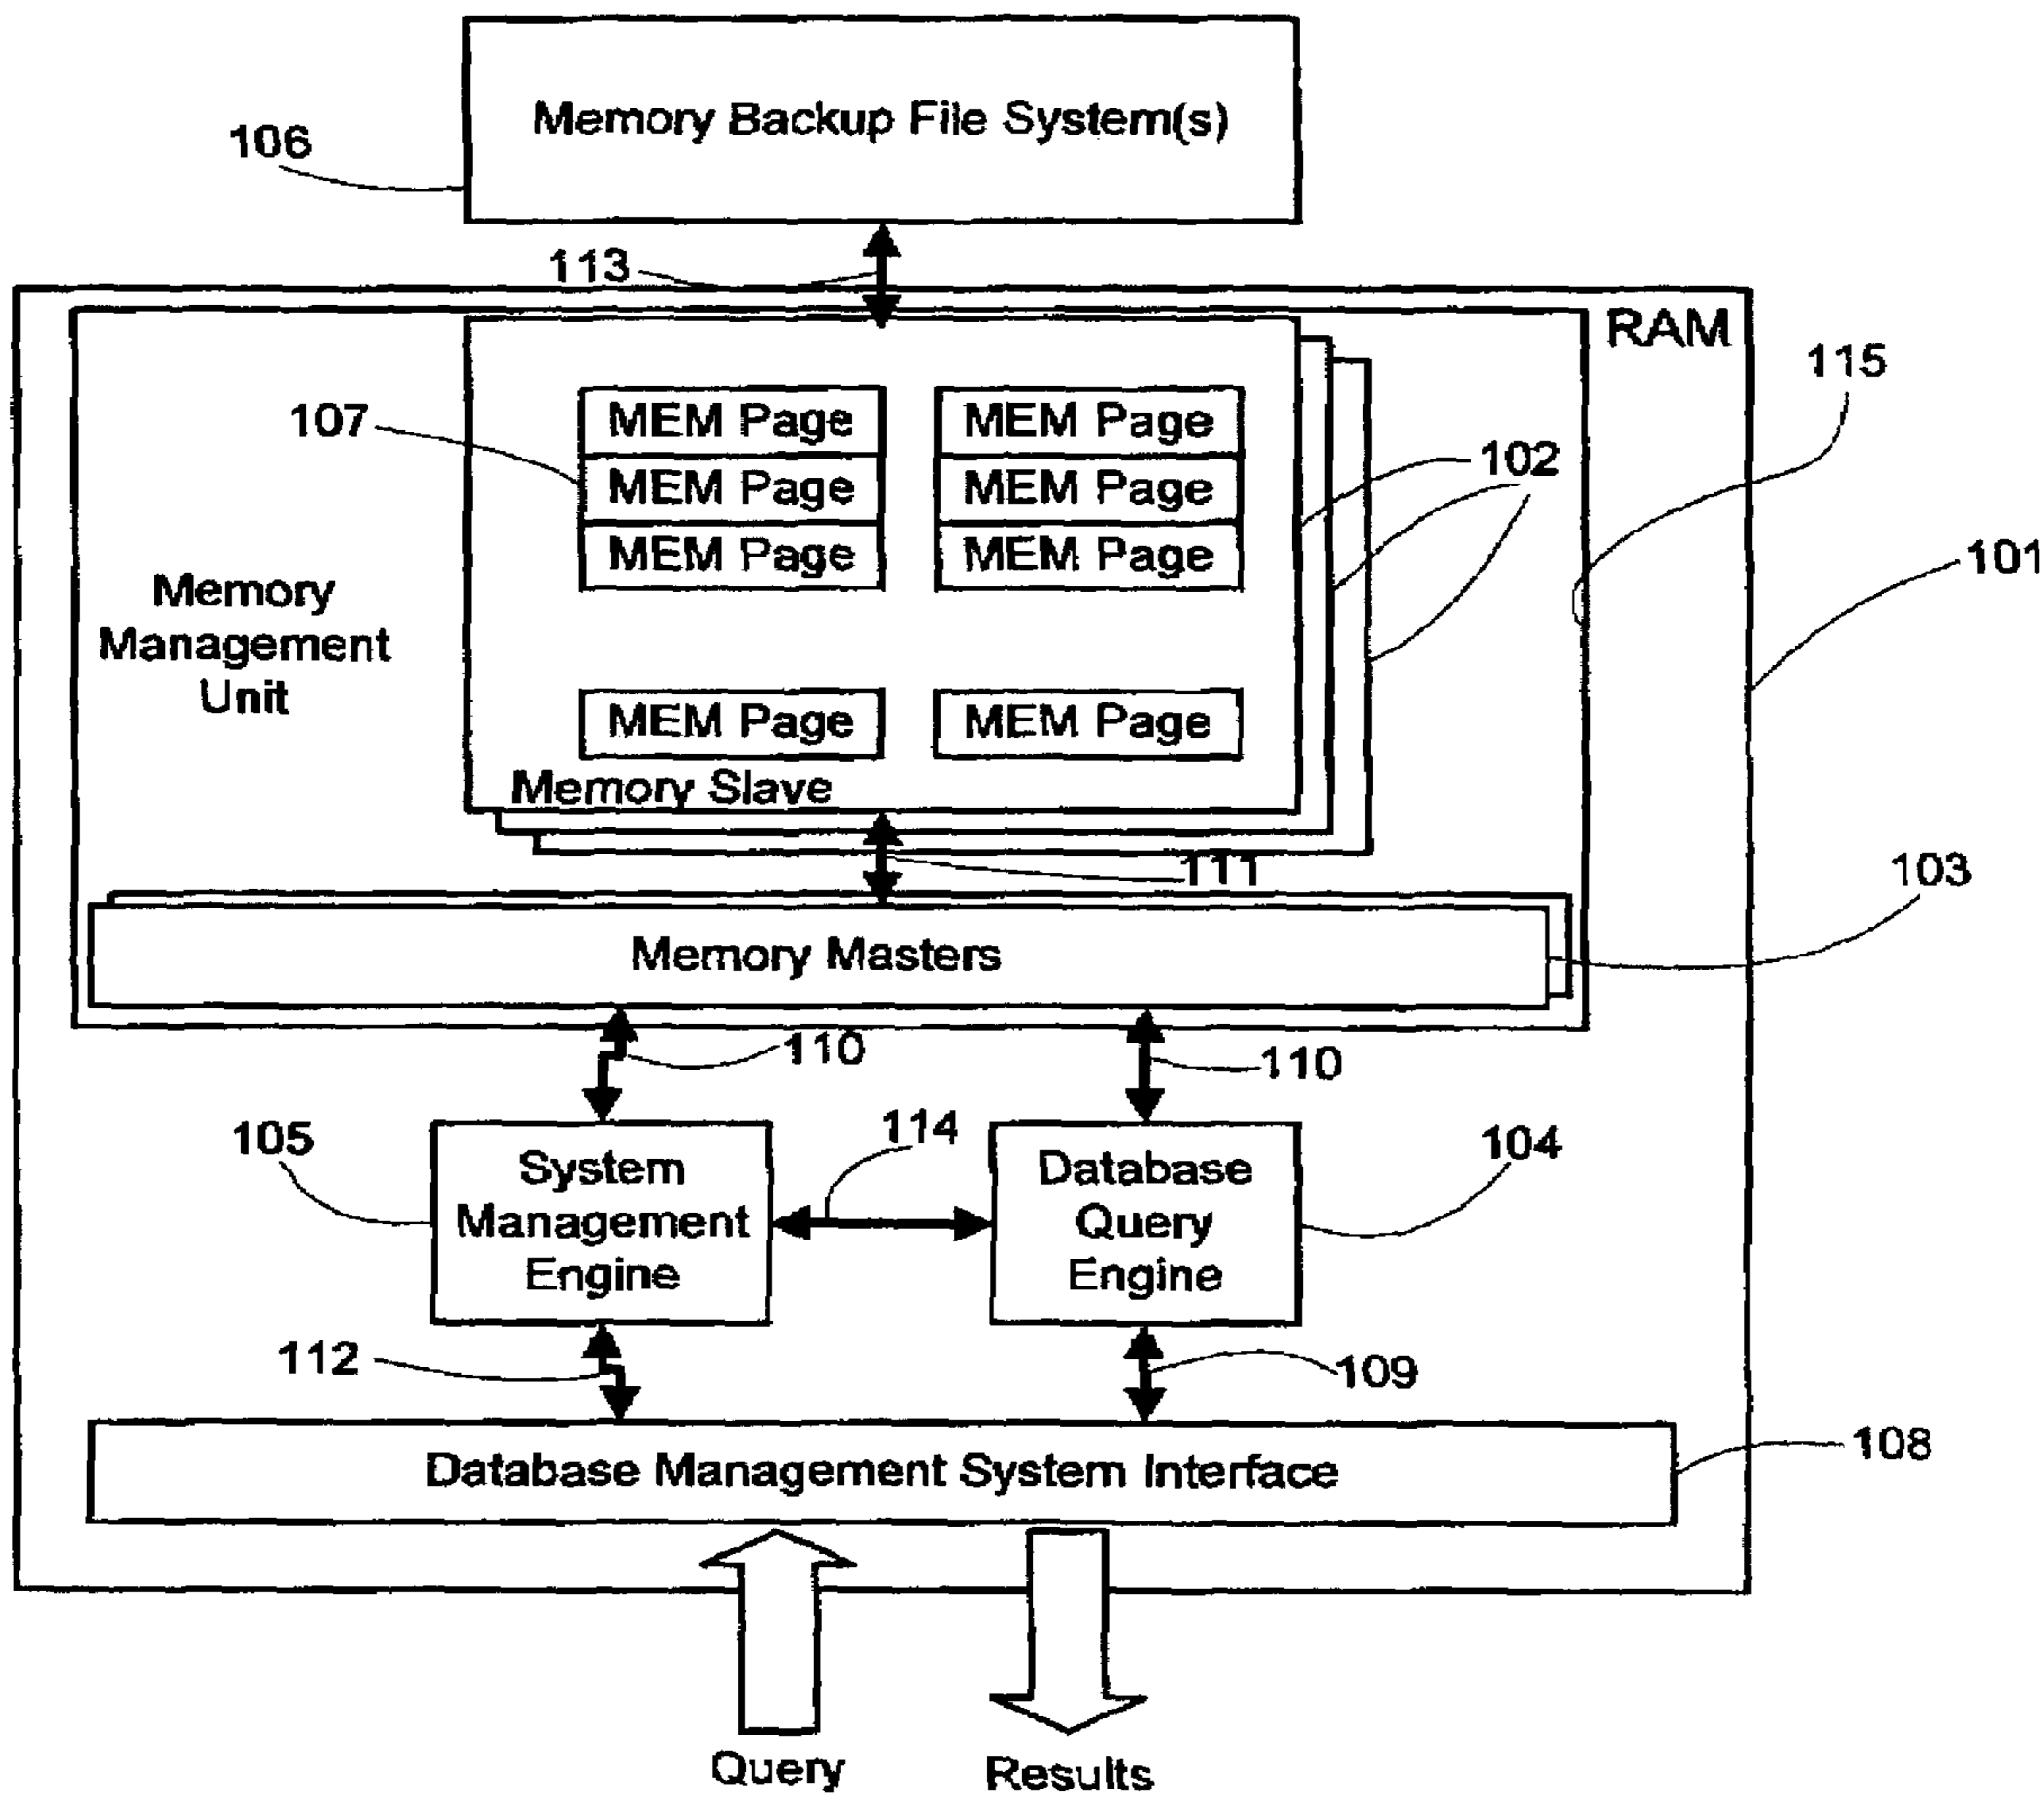 Memory Backup File System(s)
106
113
RAM
115
107
MEM Page MEM Page
MEM Page MEM Page
MEM Page MEM Page
102
101
Memory
Management
Unit
MEM Page MEM Page
Memory Slave
111
103
Memory Masters
110
110
105
114
104
System
Management
Engine
Database
Query
Engine
112
109
Database Management System Interface
108
Query
Results